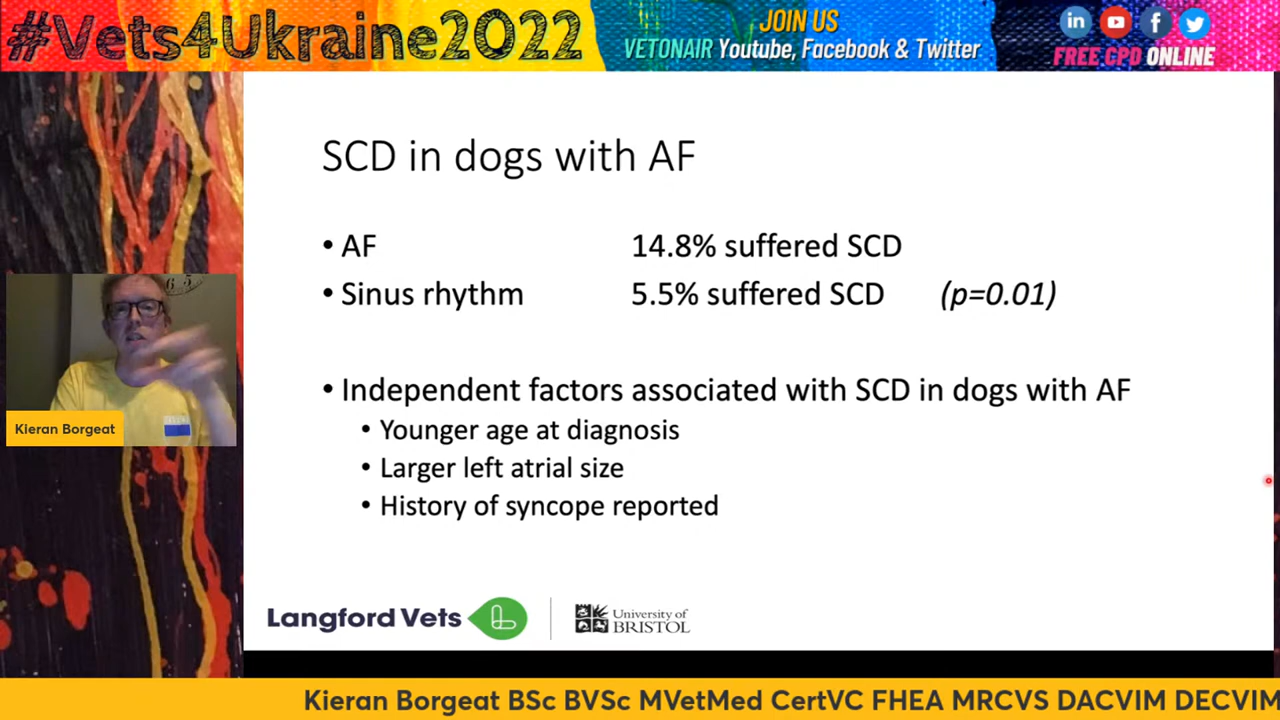 #Vets4Ukraine2022
JOIN US
VETONAIR Youtube, Facebook & Twitter
in f
FREE CPD ONLINE
SCD in dogs with AF
• AF 14.8% suffered SCD
• Sinus rhythm 5.5% suffered SCD (p=0.01)
• Independent factors associated with SCD in dogs with AF
• Younger age at diagnosis
• Larger left atrial size
• History of syncope reported
Kieran Borgeat
Langford Vets
University of
BRISTOL
Kieran Borgeat BSc BVSc MVetMed CertVC FHEA MRCVS DACVIM DECVIM